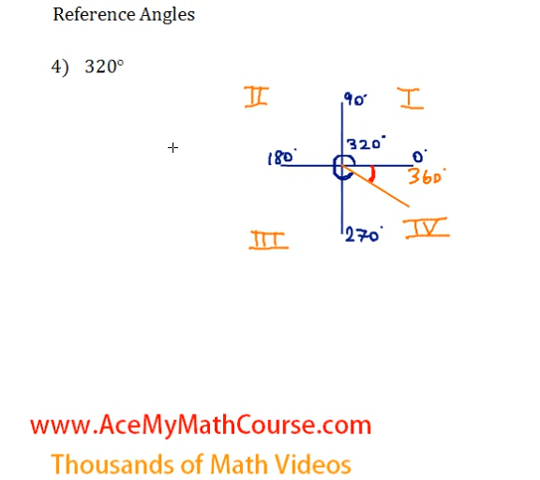 Reference Angles
4) 320°
II
90°
I
320°
180°
0°
360°
III
270°
IV
www.AceMyMathCourse.com
Thousands of Math Videos